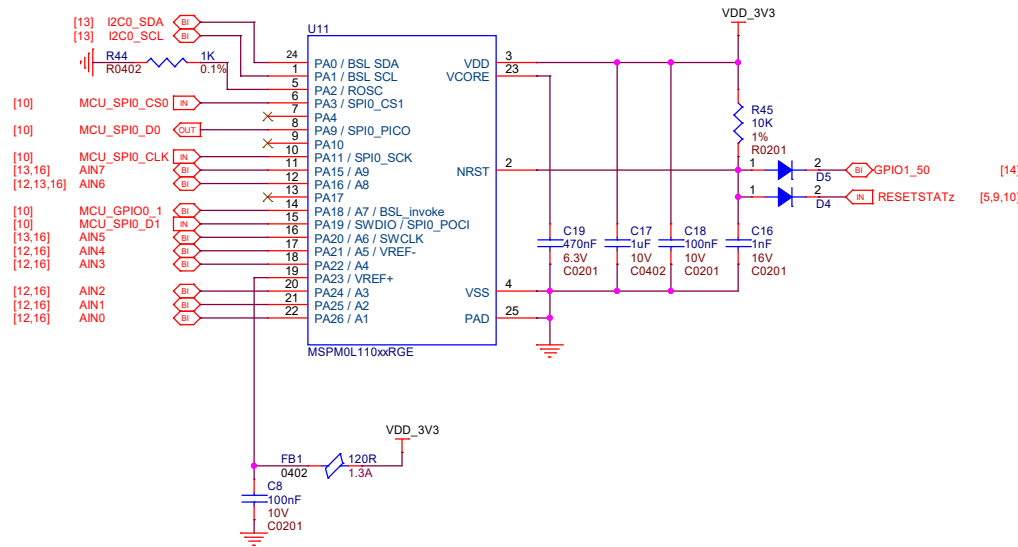 VDD_3V3
[13] I2C0_SDA BI
[13] I2C0_SCL BI
U11
R44 1K
R0402 0.1%
24 PA0 / BSL SDA
1 PA1 / BSL SCL
5 PA2 / ROSC
[10] MCU_SPI0_CS0 IN 6 PA3 / SPI0_CS1
7 PA4
[10] MCU_SPI0_D0 OUT 8 PA9 / SPI0_PICO
9 PA10
[10] MCU_SPI0_CLK IN 10 PA11 / SPI0_SCK
[13,16] AIN7 BI 11 PA15 / A9
[12,13,16] AIN6 BI 12 PA16 / A8
13 PA17
[10] MCU_GPIO0_1 BI 14 PA18 / A7 / BSL_invoke
[10] MCU_SPI0_D1 IN 15 PA19 / SWDIO / SPI0_POCI
[13,16] AIN5 BI 16 PA20 / A6 / SWCLK
[12,16] AIN4 BI 17 PA21 / A5 / VREF-
[12,16] AIN3 BI 18 PA22 / A4
19 PA23 / VREF+
[12,16] AIN2 BI 20 PA24 / A3
[12,16] AIN1 BI 21 PA25 / A2
[12,16] AIN0 BI 22 PA26 / A1
VDD 3
VCORE 23
NRST 2
VSS 4
PAD 25
MSPM0L110xxRGE
R45
10K
1%
R0201
1 2 BI GPIO1_50 [14]
D5
1 2 IN RESETSTATz [5,9,10]
D4
C19
470nF
6.3V
C0201
C17
1uF
10V
C0402
C18
100nF
10V
C0201
C16
1nF
16V
C0201
VDD_3V3
FB1 120R
0402 1.3A
C8
100nF
10V
C0201